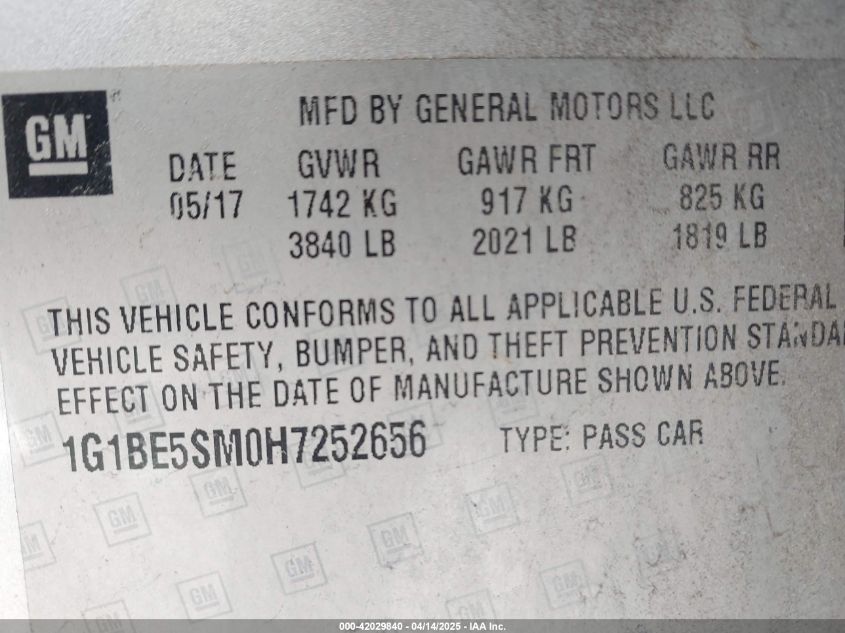 GM
MFD BY GENERAL MOTORS LLC
DATE GVWR GAWR FRT GAWR RR
05/17 1742 KG 917 KG 825 KG
3840 LB 2021 LB 1819 LB
THIS VEHICLE CONFORMS TO ALL APPLICABLE U.S. FEDERAL
VEHICLE SAFETY, BUMPER, AND THEFT PREVENTION STANDA
EFFECT ON THE DATE OF MANUFACTURE SHOWN ABOVE.
1G1BE5SM0H7252656 TYPE: PASS CAR
000-42029840 - 04/14/2025 - IAA Inc.